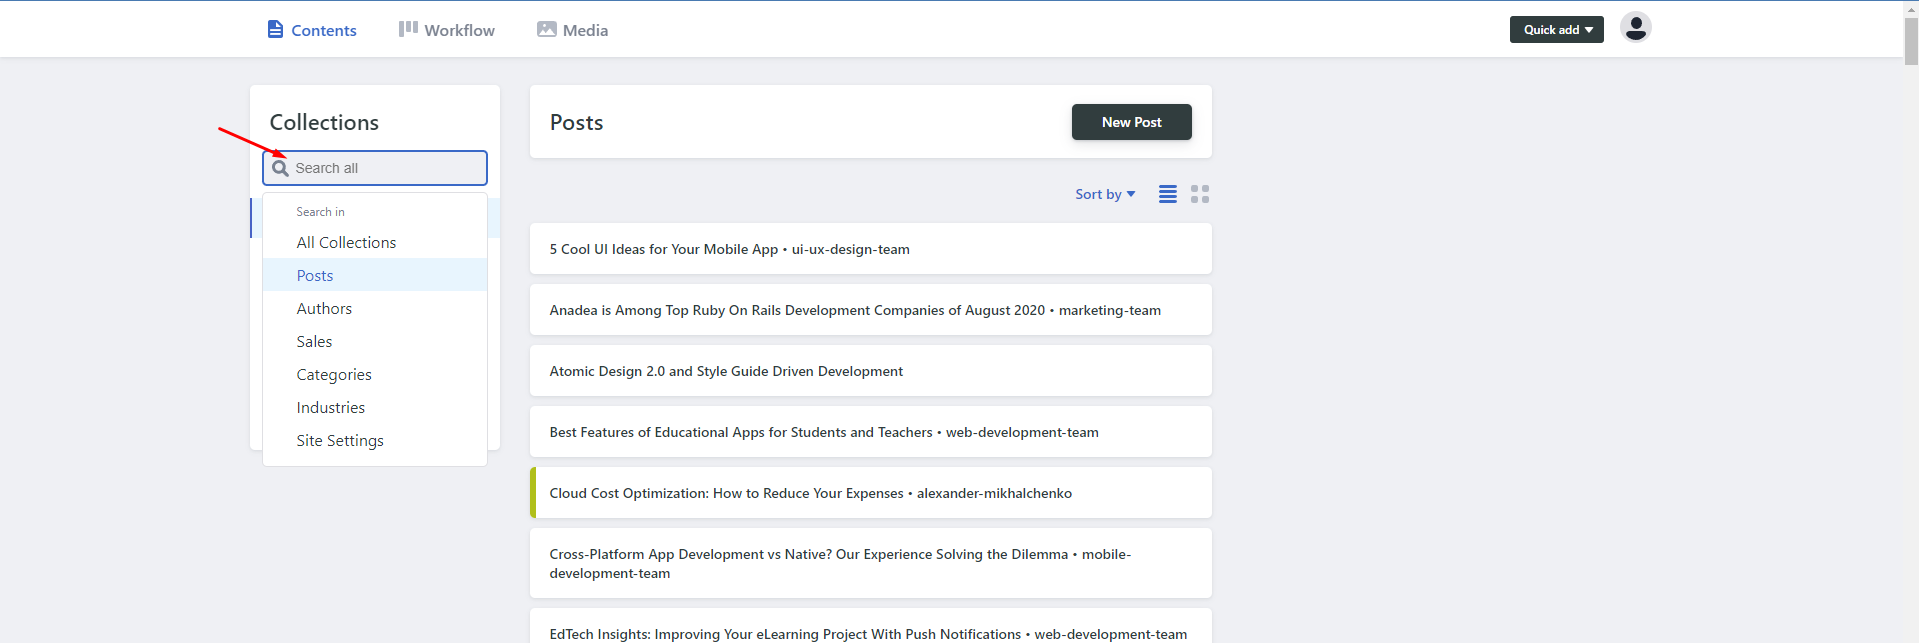 Contents Workflow Media Quick add
Collections
Search all
Search in
All Collections
Posts
Authors
Sales
Categories
Industries
Site Settings
Posts
New Post
Sort by
5 Cool UI Ideas for Your Mobile App • ui-ux-design-team
Anadea is Among Top Ruby On Rails Development Companies of August 2020 • marketing-team
Atomic Design 2.0 and Style Guide Driven Development
Best Features of Educational Apps for Students and Teachers • web-development-team
Cloud Cost Optimization: How to Reduce Your Expenses • alexander-mikhalchenko
Cross-Platform App Development vs Native? Our Experience Solving the Dilemma • mobile-
development-team
EdTech Insights: Improving Your eLearning Project With Push Notifications • web-development-team